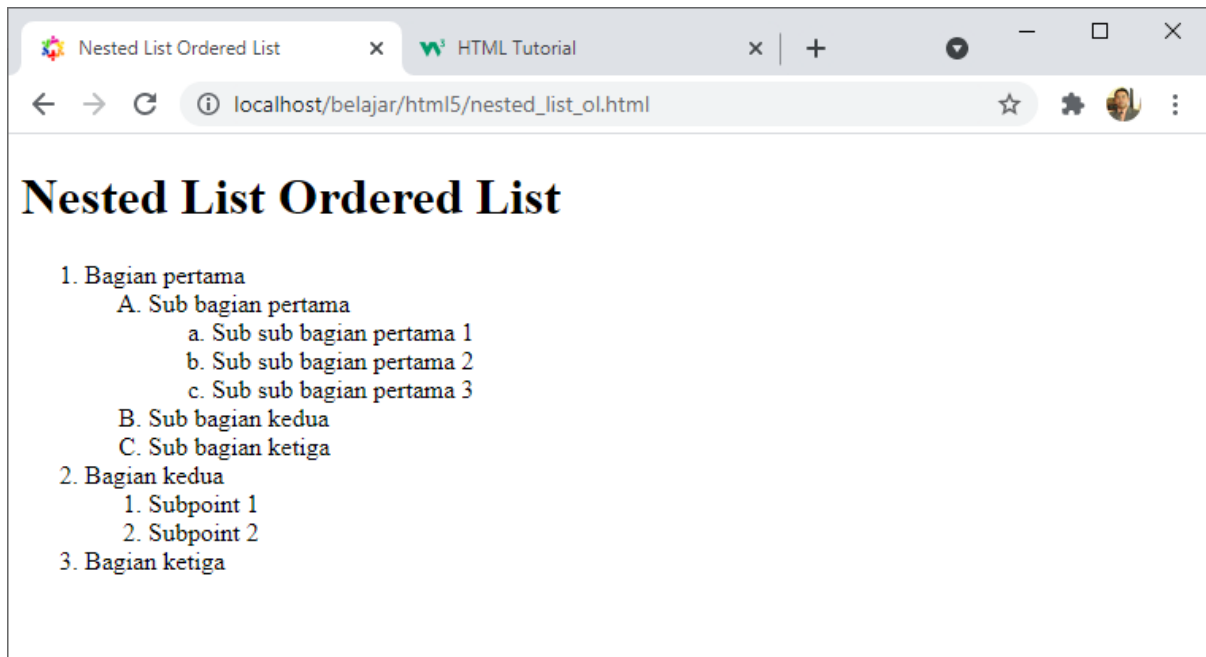 Nested List Ordered List
HTML Tutorial
localhost/belajar/html5/nested_list_ol.html
Nested List Ordered List
1. Bagian pertama
A. Sub bagian pertama
a. Sub sub bagian pertama 1
b. Sub sub bagian pertama 2
c. Sub sub bagian pertama 3
B. Sub bagian kedua
C. Sub bagian ketiga
2. Bagian kedua
1. Subpoint 1
2. Subpoint 2
3. Bagian ketiga